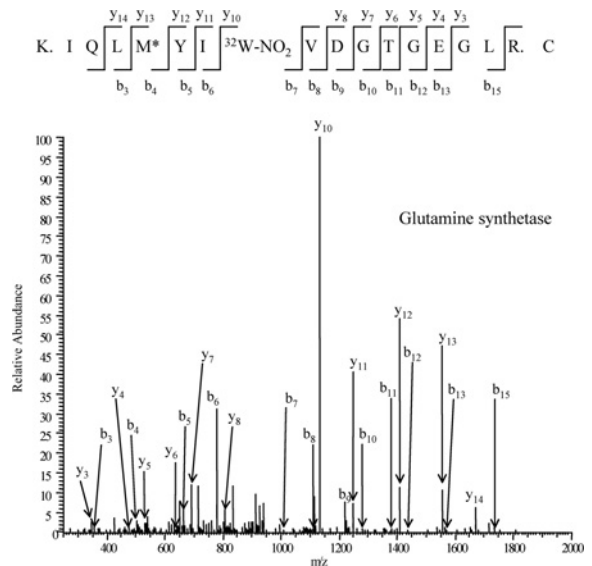 y14 y13 y12 y11 y10 y8 y7 y6 y5 y4 y3
K. I Q L M* Y I 32W-NO2 V D G T G E G L R. C
b3 b4 b5 b6 b7 b8 b9 b10 b11 b12 b13 b15
y10
100
95
90
85
80
Glutamine synthetase
75
70
65
60
y12
55
50
y13
y7
b12
45
y11
40
y4
b7
b11
b13
b15
35
b6
b3
b4
b5
y8
30
25
b8
b10
20
y6
y3
y5
15
b9
y14
10
5
0
Relative Abundance
400 600 800 1000 1200 1400 1600 1800 2000
m/z